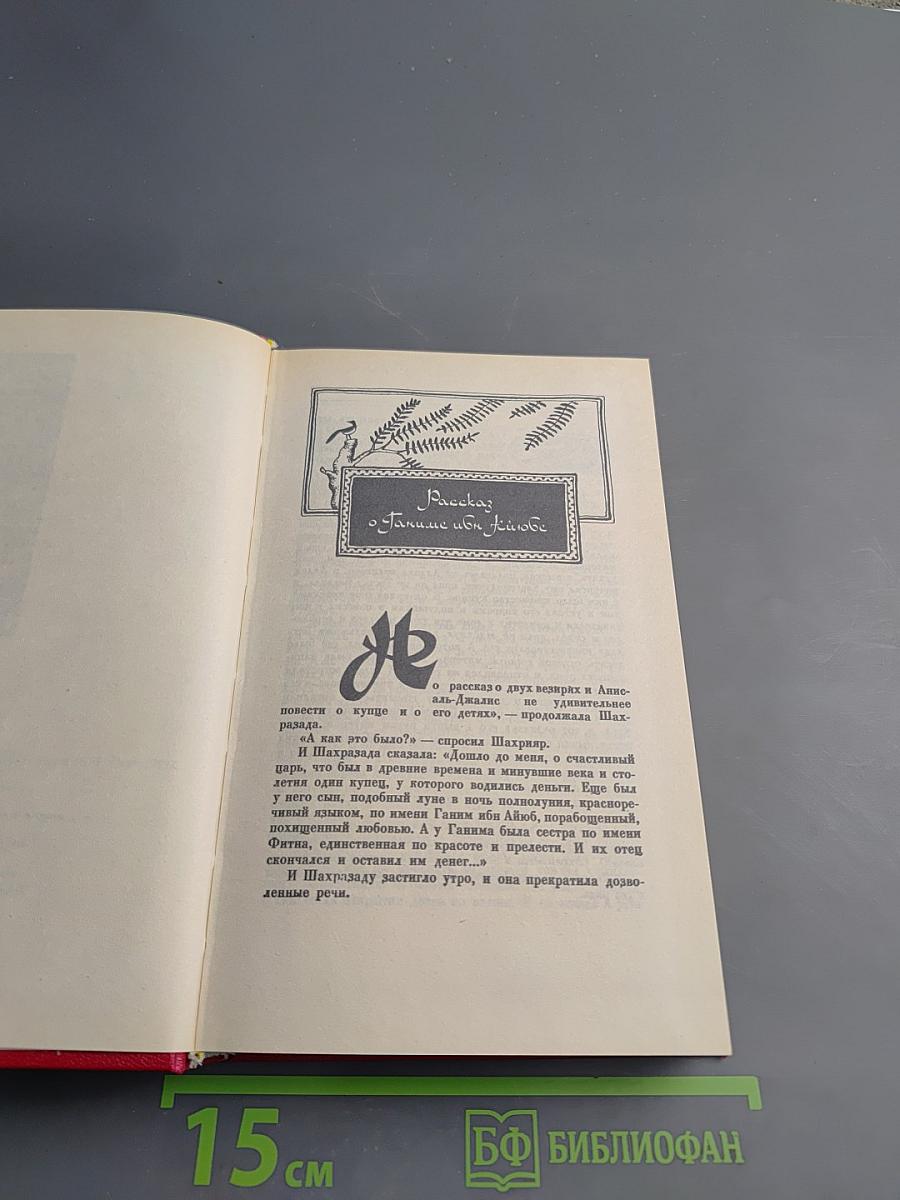 Рассказ
о Ганиме ибн Айюбе
Но рассказ о двух везирях и Анис-
аль-Джалис не удивительнее
повести о купце и о его детях», — продолжала Шах-
разада.
«А как это было?» — спросил Шахрияр.
И Шахразада сказала: «Дошло до меня, о счастливый
царь, что был в древние времена и минувшие века и сто-
летия один купец, у которого водились деньги. Еще был
у него сын, подобный луне в ночь полнолуния, красноре-
чивый языком, по имени Ганим ибн Айюб, порабощенный,
похищенный любовью. А у Ганима была сестра по имени
Фитна, единственная по красоте и прелести. И их отец
скончался и оставил им денег...»
И Шахразаду застигло утро, и она прекратила дозво-
ленные речи.
15 см
БФ БИБЛИОФАН